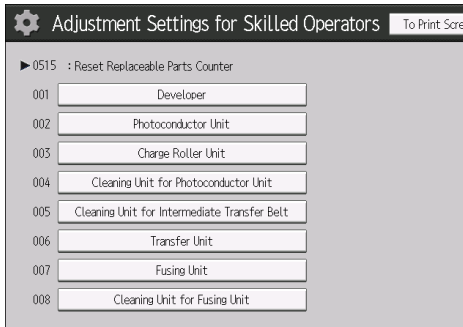 Adjustment Settings for Skilled Operators To Print Scre
▶0515 : Reset Replaceable Parts Counter
001 Developer
002 Photoconductor Unit
003 Charge Roller Unit
004 Cleaning Unit for Photoconductor Unit
005 Cleaning Unit for Intermediate Transfer Belt
006 Transfer Unit
007 Fusing Unit
008 Cleaning Unit for Fusing Unit